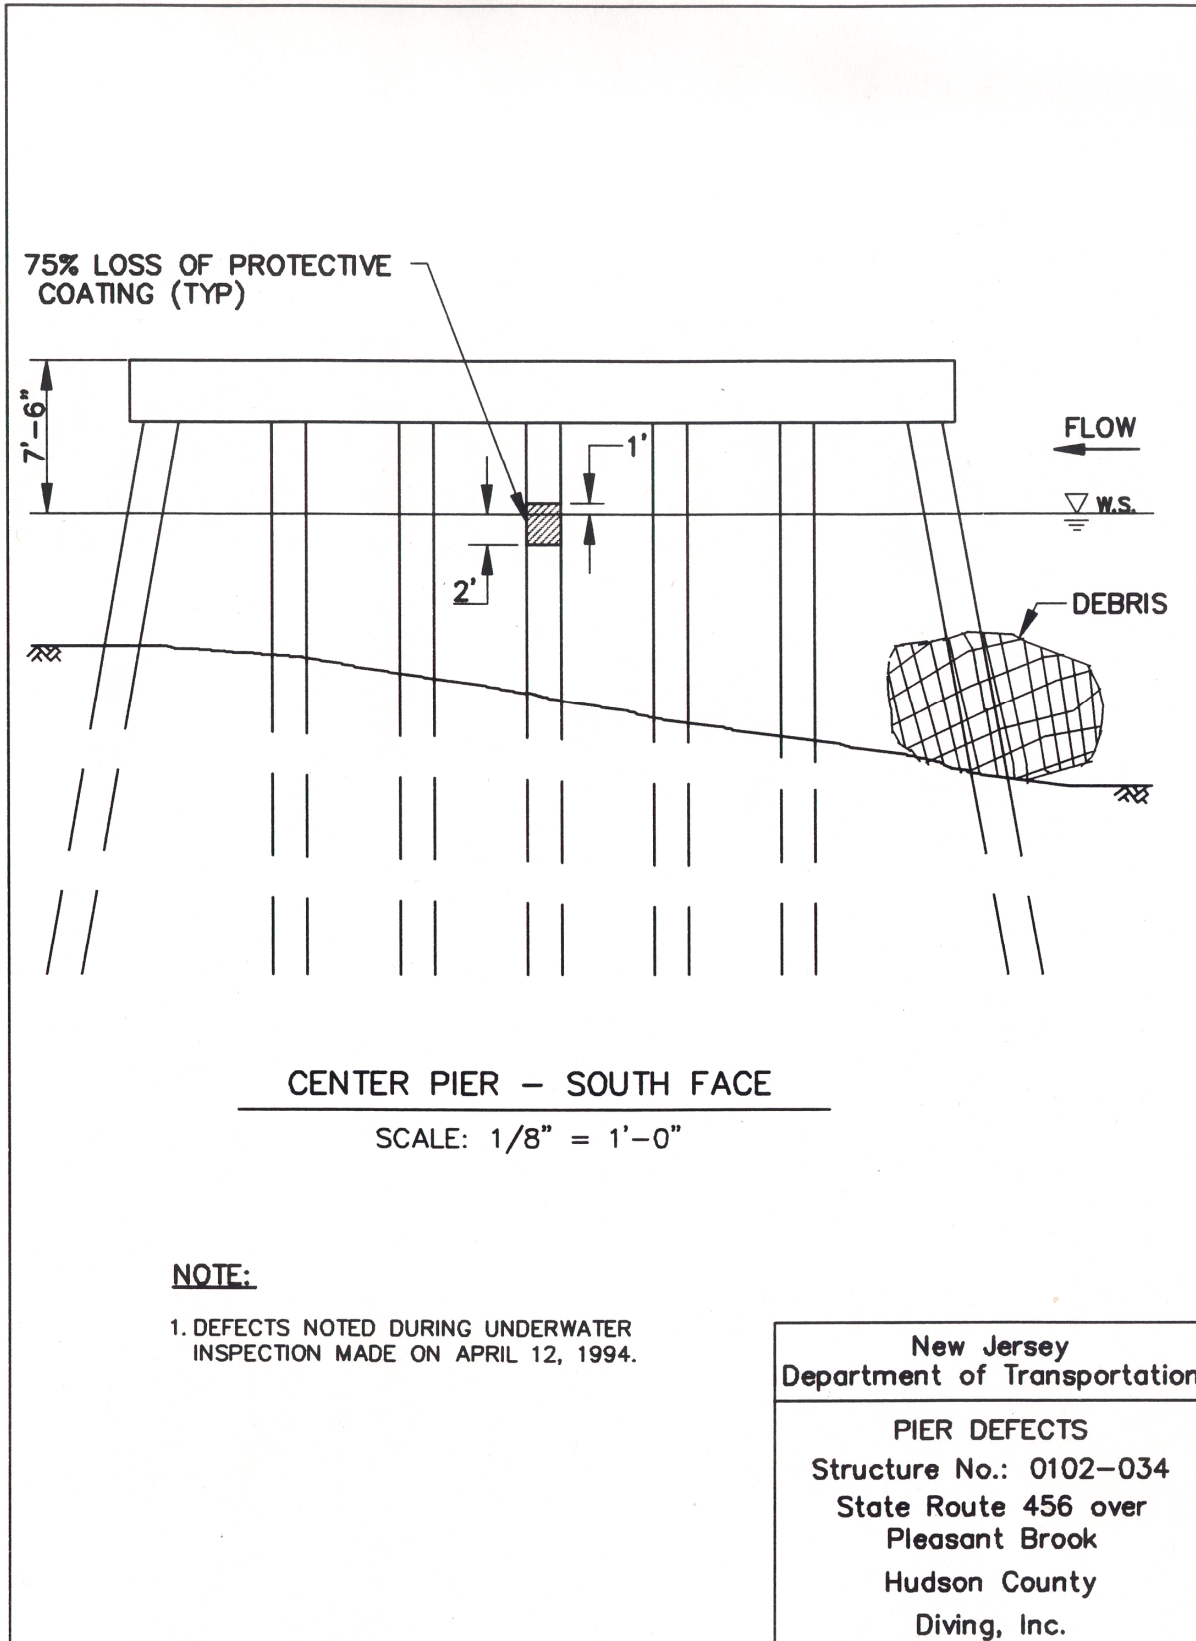 75% LOSS OF PROTECTIVE
COATING (TYP)
7'-6"
1'
FLOW
W.S.
2'
DEBRIS
CENTER PIER – SOUTH FACE
SCALE: 1/8" = 1'-0"
NOTE:
1. DEFECTS NOTED DURING UNDERWATER
INSPECTION MADE ON APRIL 12, 1994.
New Jersey
Department of Transportation
PIER DEFECTS
Structure No.: 0102-034
State Route 456 over
Pleasant Brook
Hudson County
Diving, Inc.